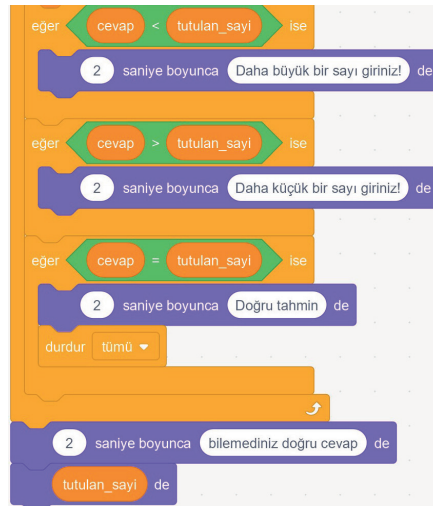 eğer cevap < tutulan_sayi ise
2 saniye boyunca Daha büyük bir sayı giriniz! de
eğer cevap > tutulan_sayi ise
2 saniye boyunca Daha küçük bir sayı giriniz! de
eğer cevap = tutulan_sayi ise
2 saniye boyunca Doğru tahmin de
durdur tümü
2 saniye boyunca bilemediniz doğru cevap de
tutulan_sayi de